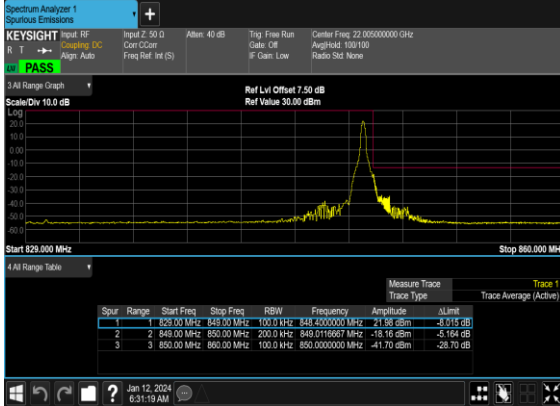 Spectrum Analyzer 1
Spurious Emissions
+
KEYSIGHT Input: RF Input Z: 50 Ω Atten: 40 dB Trig: Free Run Center Freq: 22.005000000 GHz
R T Coupling: DC Corr CCorr Gate: Off Avg|Hold: 100/100
Align: Auto Freq Ref: Int (S) IF Gain: Low Radio Std: None
PASS
3 All Range Graph
Ref Lvl Offset 7.50 dB
Scale/Div 10.0 dB Ref Value 30.00 dBm
Log
20.0
10.0
0.00
-10.0
-20.0
-30.0
-40.0
-50.0
-60.0
Start 829.000 MHz Stop 860.000 MH
4 All Range Table
Measure Trace Trace 1
Trace Type Trace Average (Active)
Spur Range Start Freq Stop Freq RBW Frequency Amplitude ΔLimit
1 1 829.00 MHz 849.00 MHz 100.0 kHz 848.4000000 MHz 21.98 dBm -8.015 dB
2 2 849.00 MHz 850.00 MHz 200.0 kHz 849.0116667 MHz -18.16 dBm -5.164 dB
3 3 850.00 MHz 860.00 MHz 100.0 kHz 850.0000000 MHz -41.70 dBm -28.70 dB
? Jan 12, 2024
6:31:19 AM